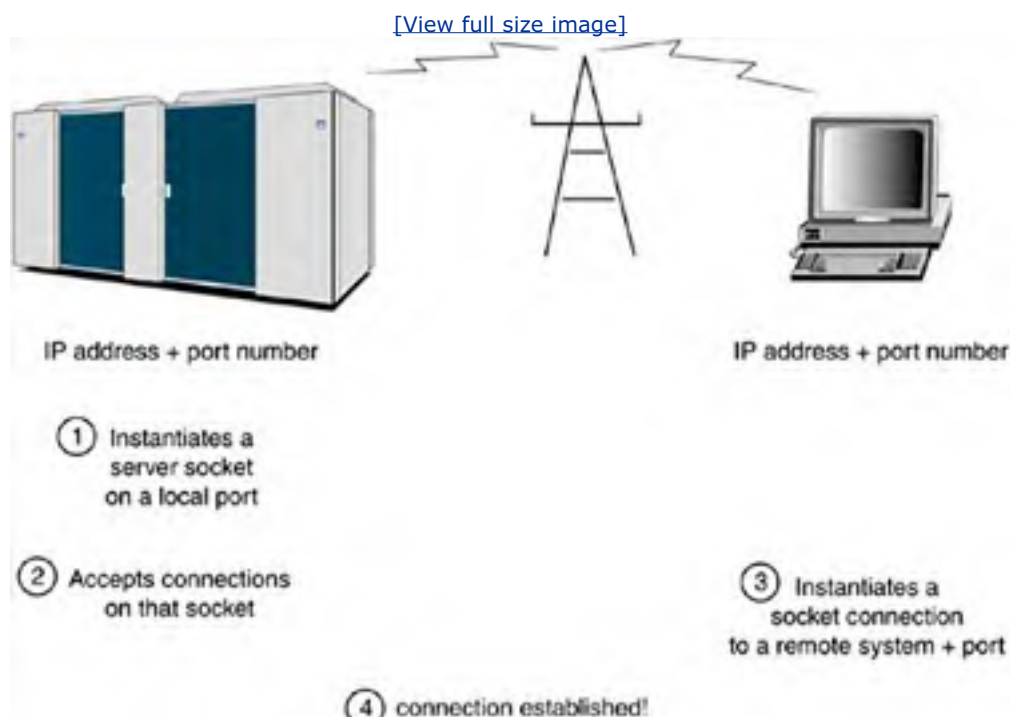 [View full size image]
IP address + port number
IP address + port number
1 Instantiates a
server socket
on a local port
2 Accepts connections
on that socket
3 Instantiates a
socket connection
to a remote system + port
4 connection established!